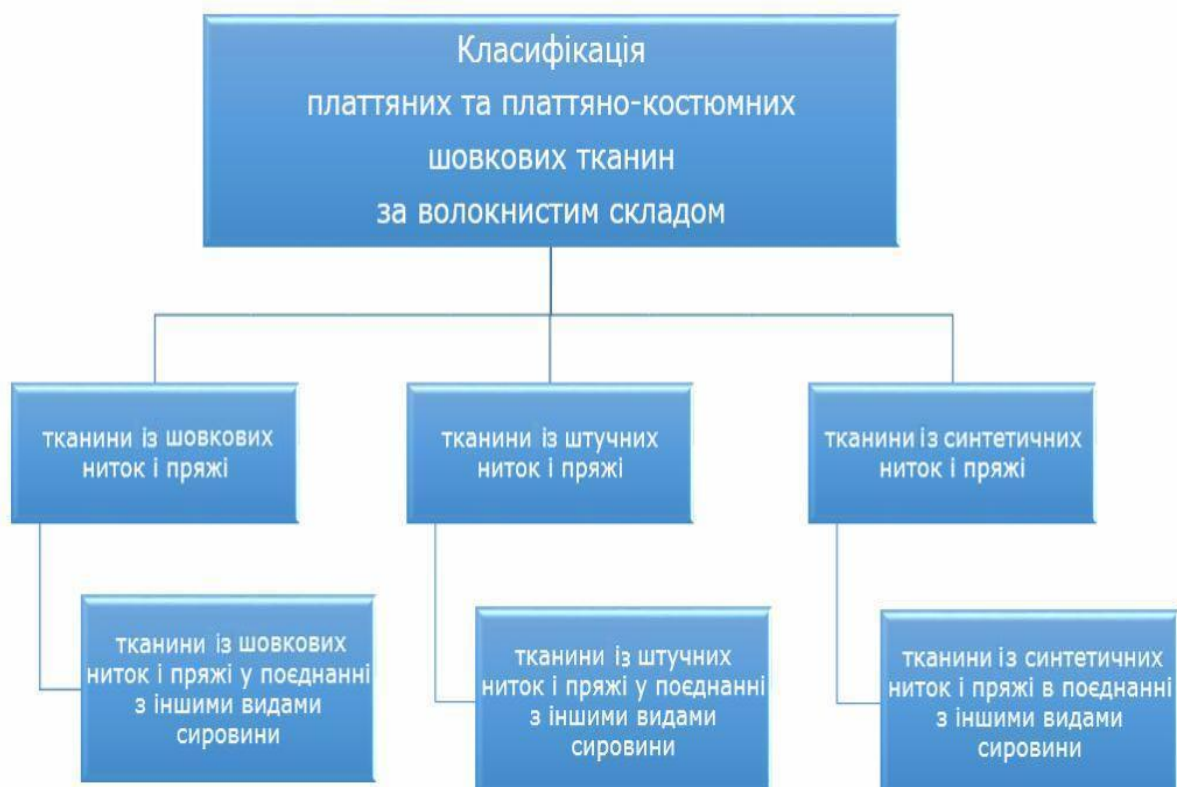 Класифікація
платтяних та платтяно-костюмних
шовкових тканин
за волокнистим складом
тканини із шовкових
ниток і пряжі
тканини із штучних
ниток і пряжі
тканини із синтетичних
ниток і пряжі
тканини із шовкових
ниток і пряжі у поєднанні
з іншими видами
сировини
тканини із штучних
ниток і пряжі у поєднанні
з іншими видами
сировини
тканини із синтетичних
ниток і пряжі в поєднанні
з іншими видами
сировини